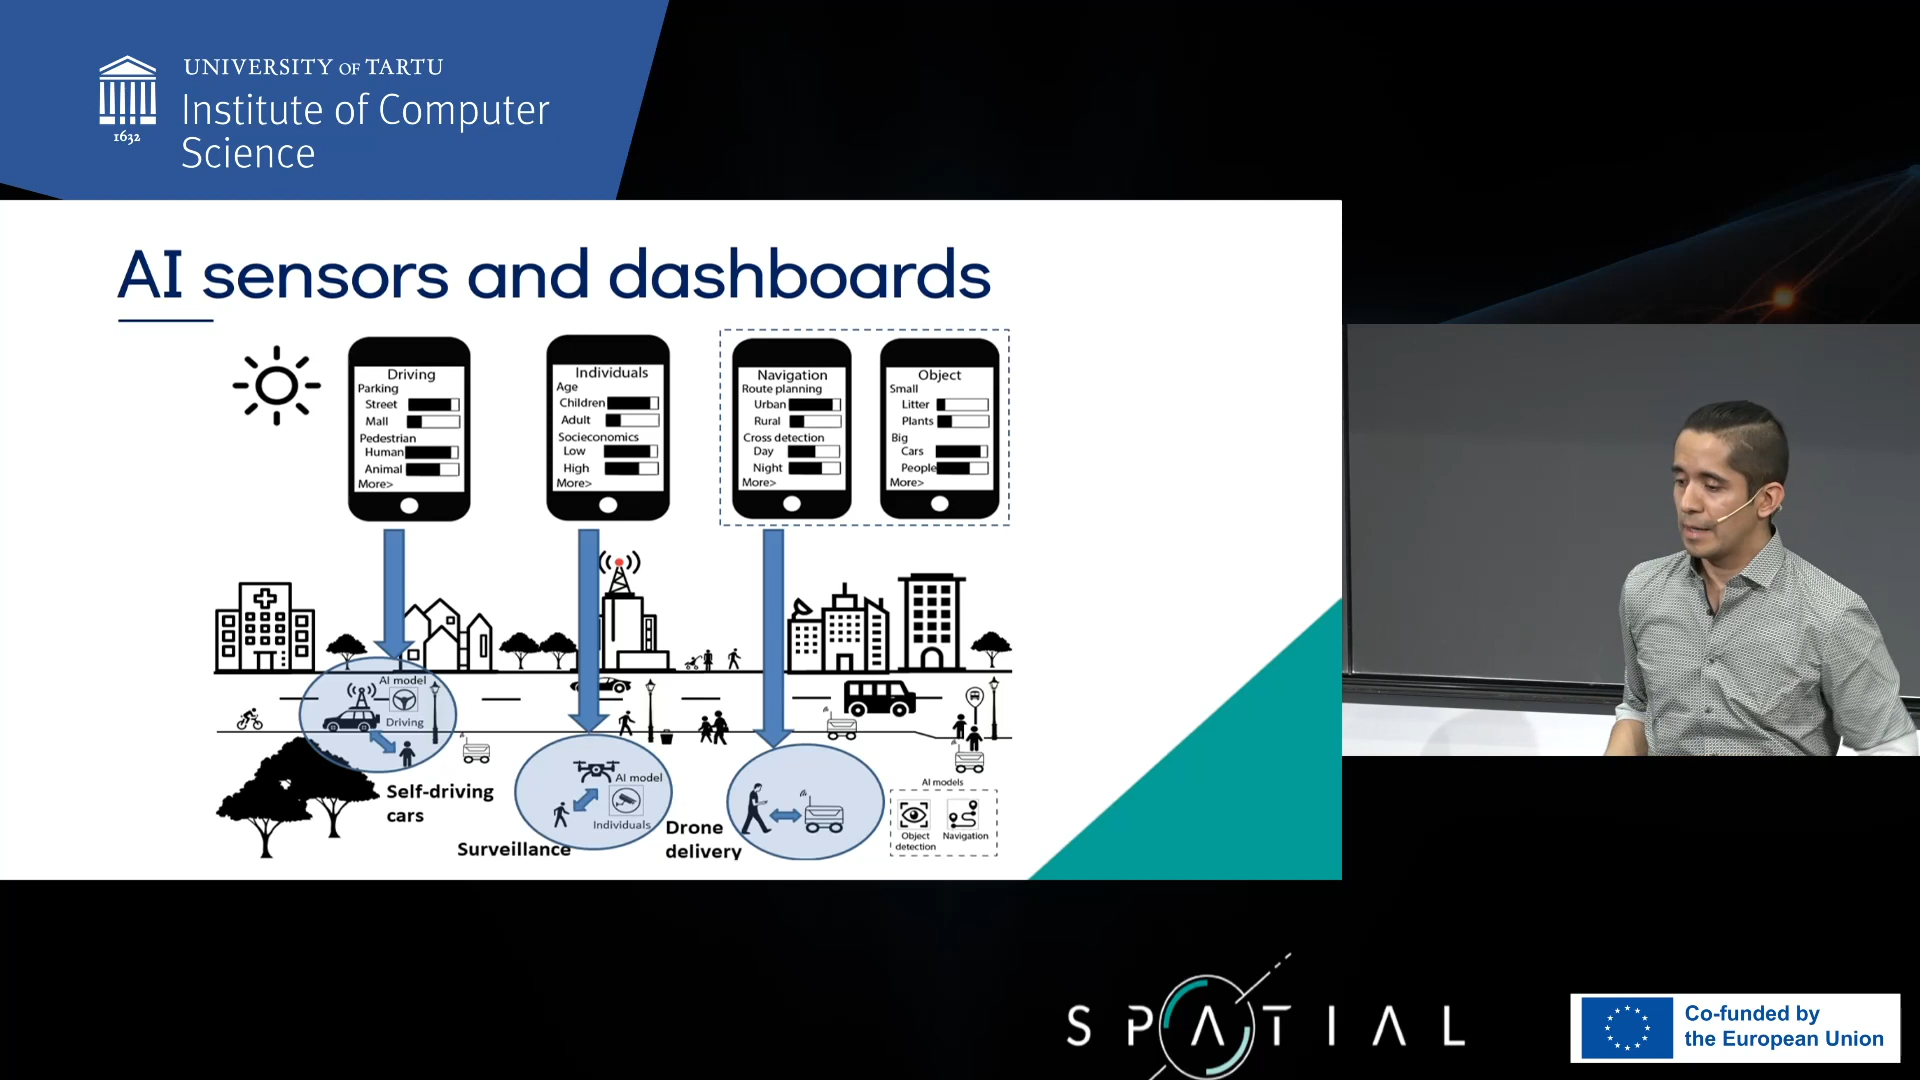 UNIVERSITY OF TARTU
Institute of Computer
Science
1632
AI sensors and dashboards
Driving
Parking
Street
Mall
Pedestrian
Human
Animal
More>
Individuals
Age
Children
Adult
Socieconomics
Low
High
More>
Navigation
Route planning
Urban
Rural
Cross detection
Day
Night
More>
Object
Small
Litter
Plants
Big
Cars
People
More>
AI model
Driving
Self-driving
cars
AI model
Individuals
Surveillance
Drone
delivery
AI models
Object
detection
Navigation
SPATIAL
Co-funded by
the European Union